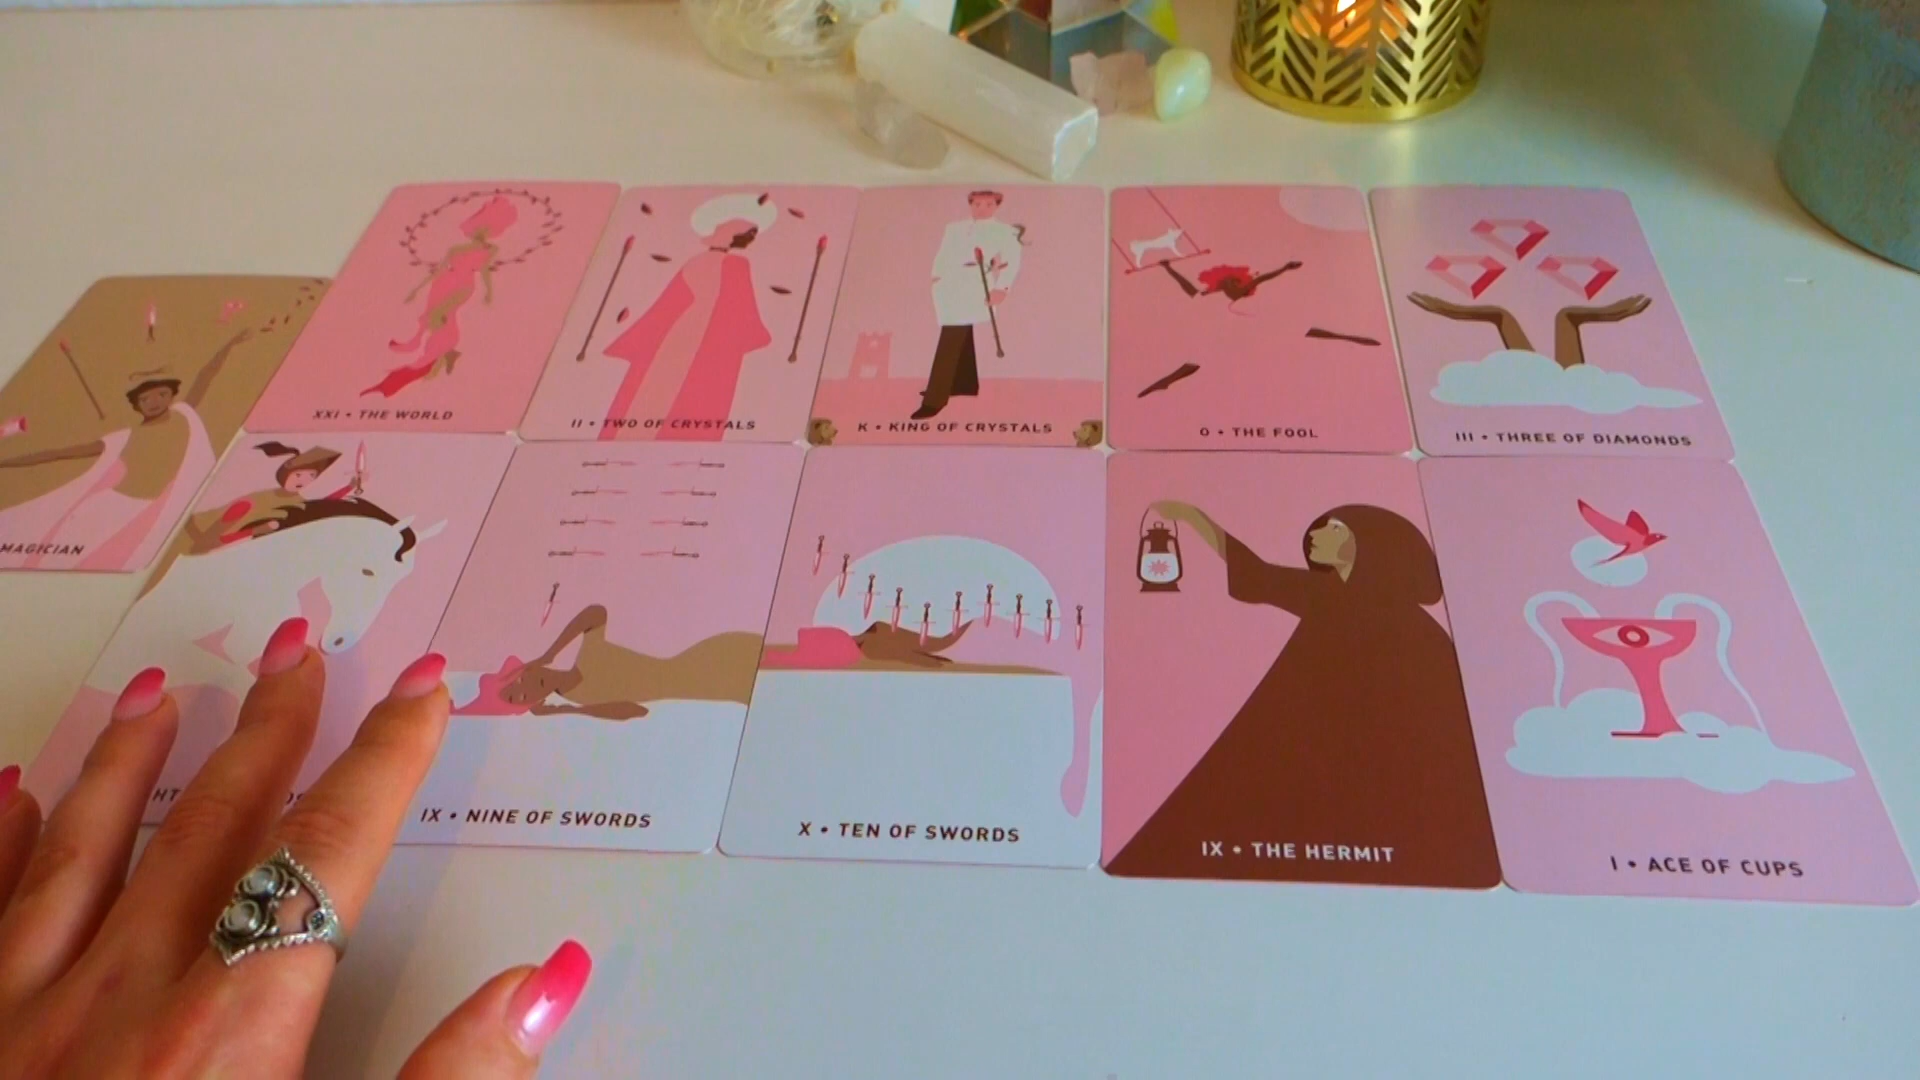 XXI • THE WORLD
II • TWO OF CRYSTALS
K • KING OF CRYSTALS
O • THE FOOL
III • THREE OF DIAMONDS
MAGICIAN
IX • NINE OF SWORDS
X • TEN OF SWORDS
IX • THE HERMIT
I • ACE OF CUPS